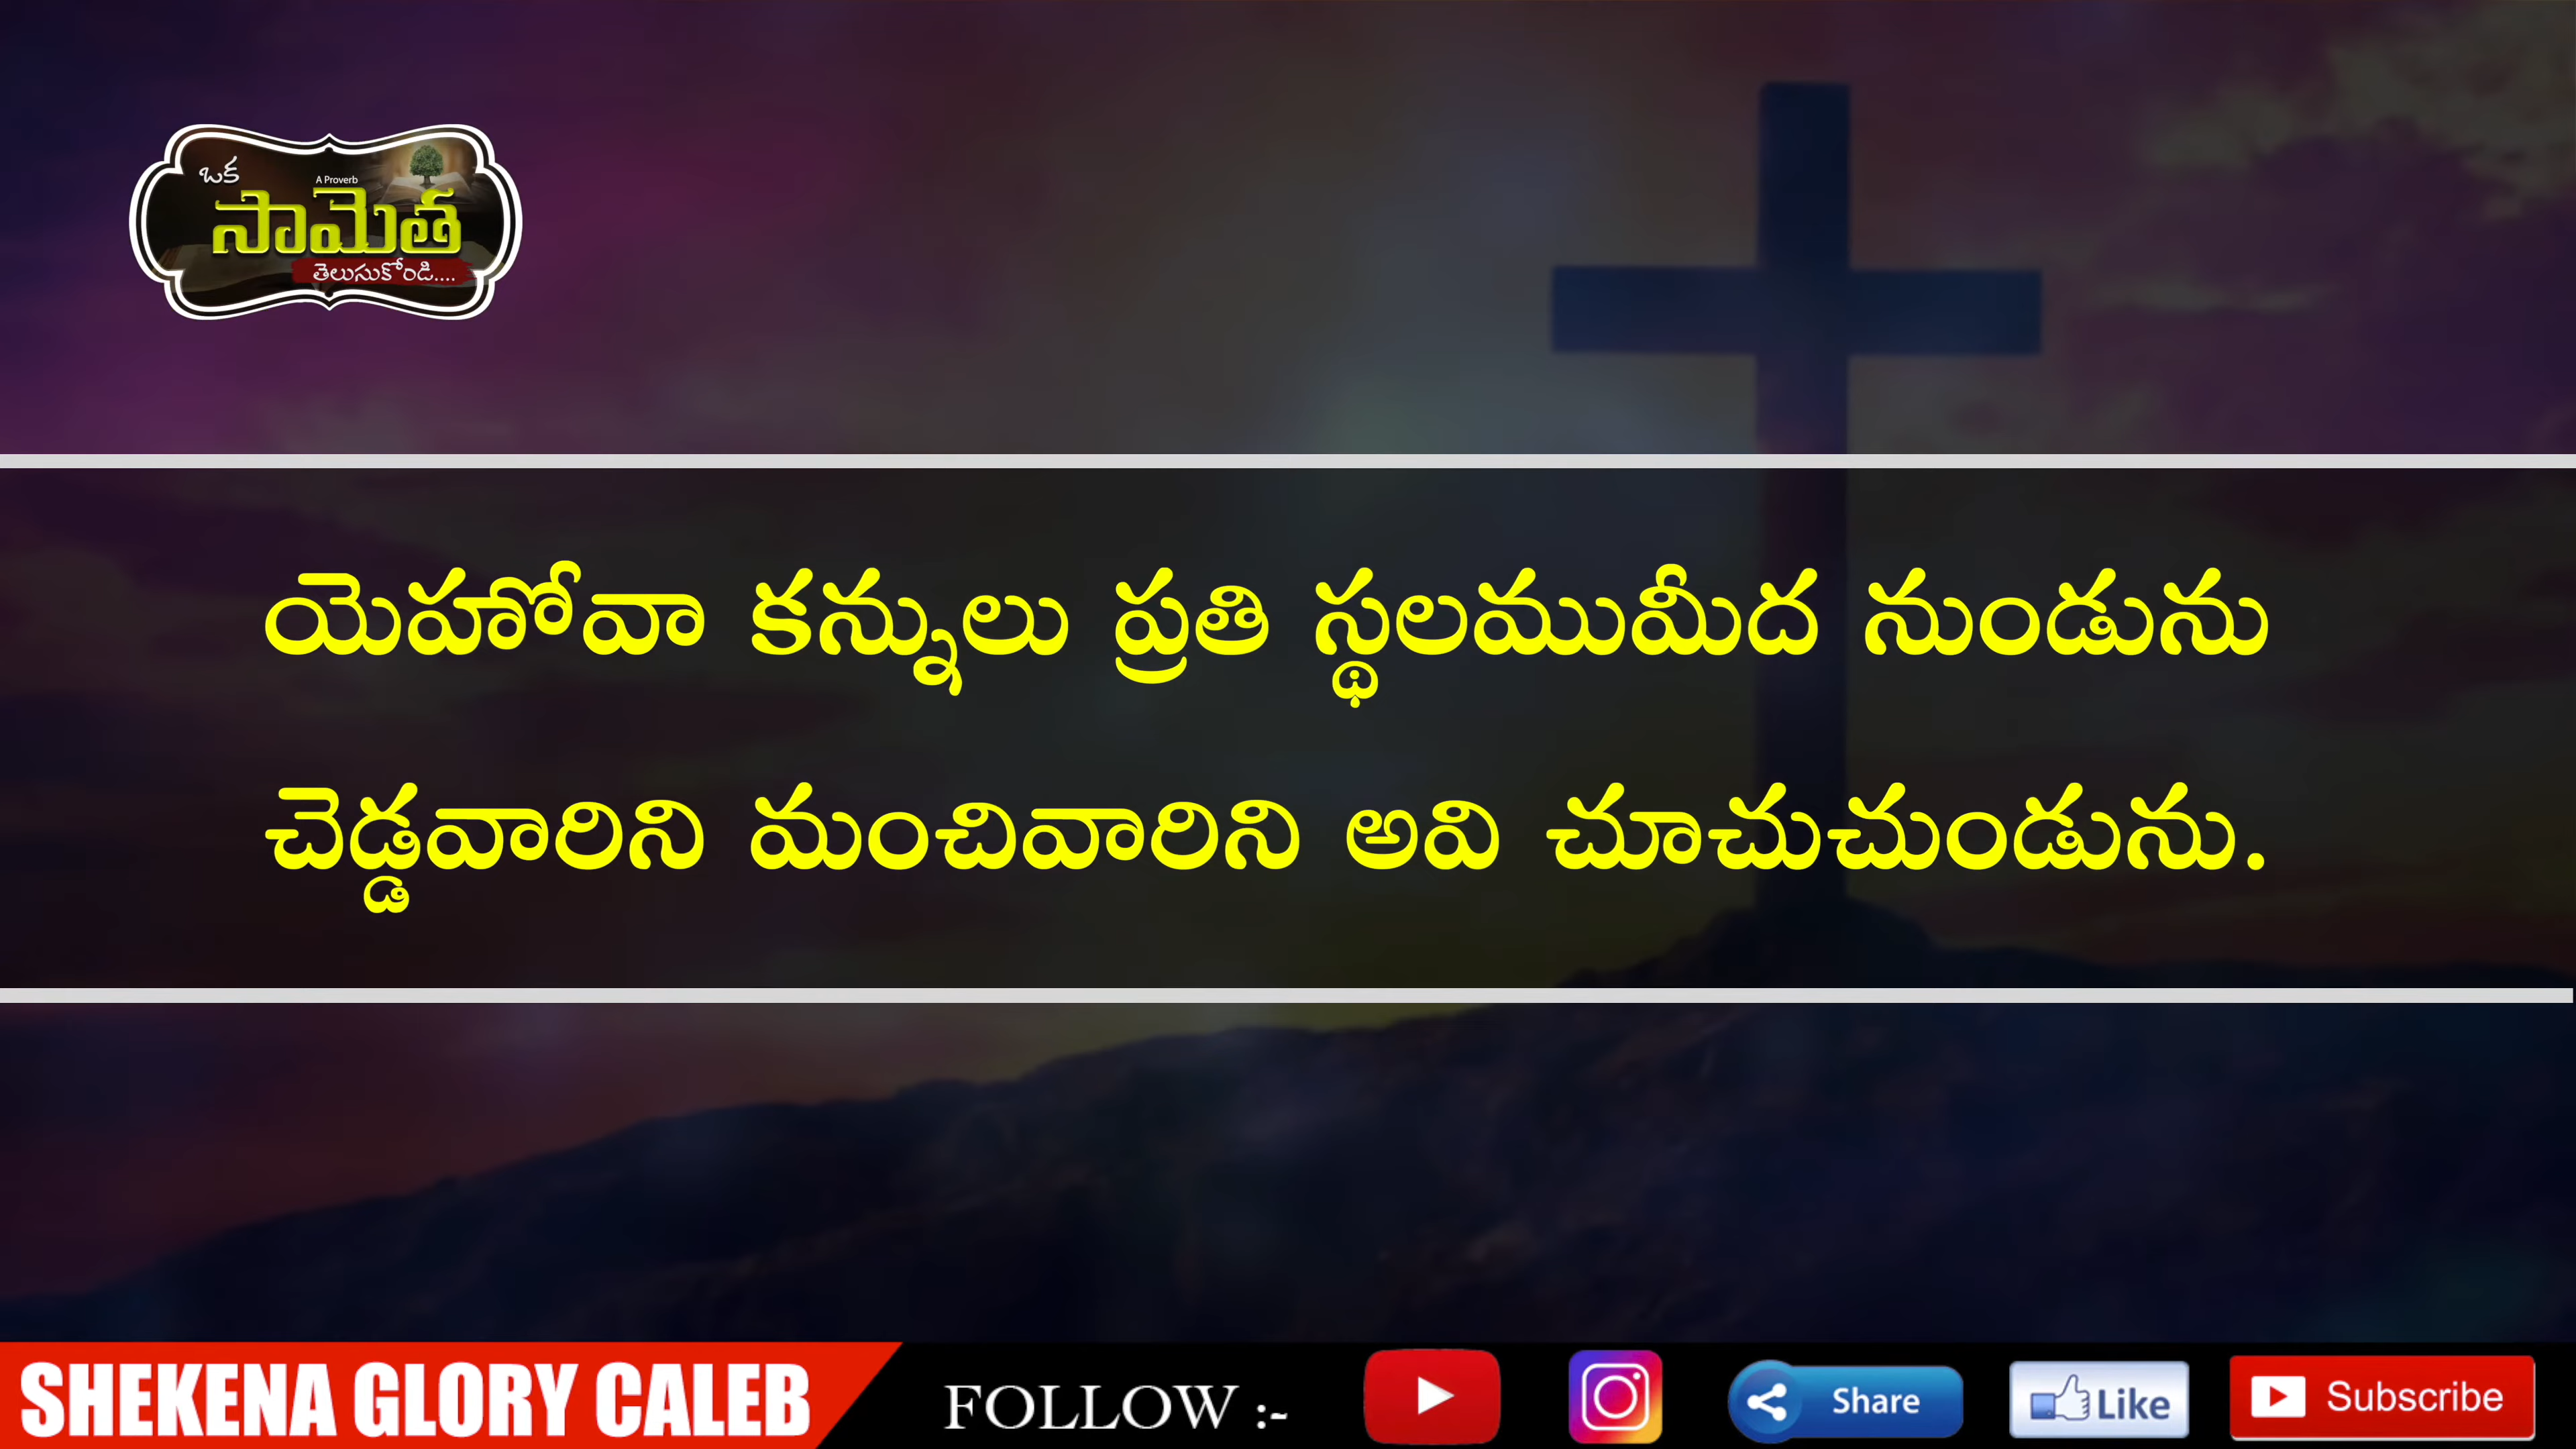 ఒక
A Proverb
సామెత
తెలుసుకోండి....
యెహోవా కన్నులు ప్రతి స్థలముమీద నుండును
చెడ్డవారిని మంచివారిని అవి చూచుచుండును.
SHEKENA GLORY CALEB
FOLLOW :-
Share
Like
Subscribe